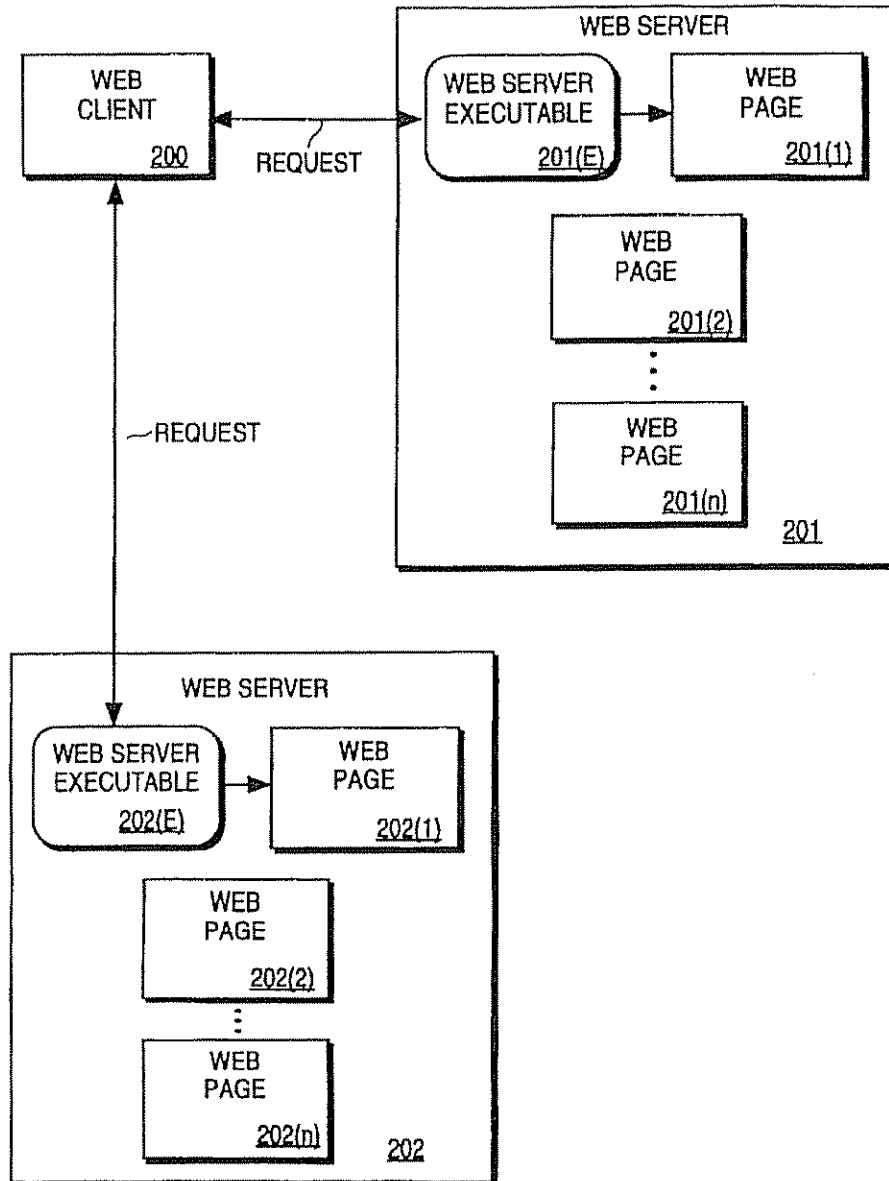 WEB SERVER
WEB
CLIENT
200
REQUEST
WEB SERVER
EXECUTABLE
201(E)
WEB
PAGE
201(1)
WEB
PAGE
201(2)
WEB
PAGE
201(n)
201
REQUEST
WEB SERVER
WEB SERVER
EXECUTABLE
202(E)
WEB
PAGE
202(1)
WEB
PAGE
202(2)
WEB
PAGE
202(n)
202